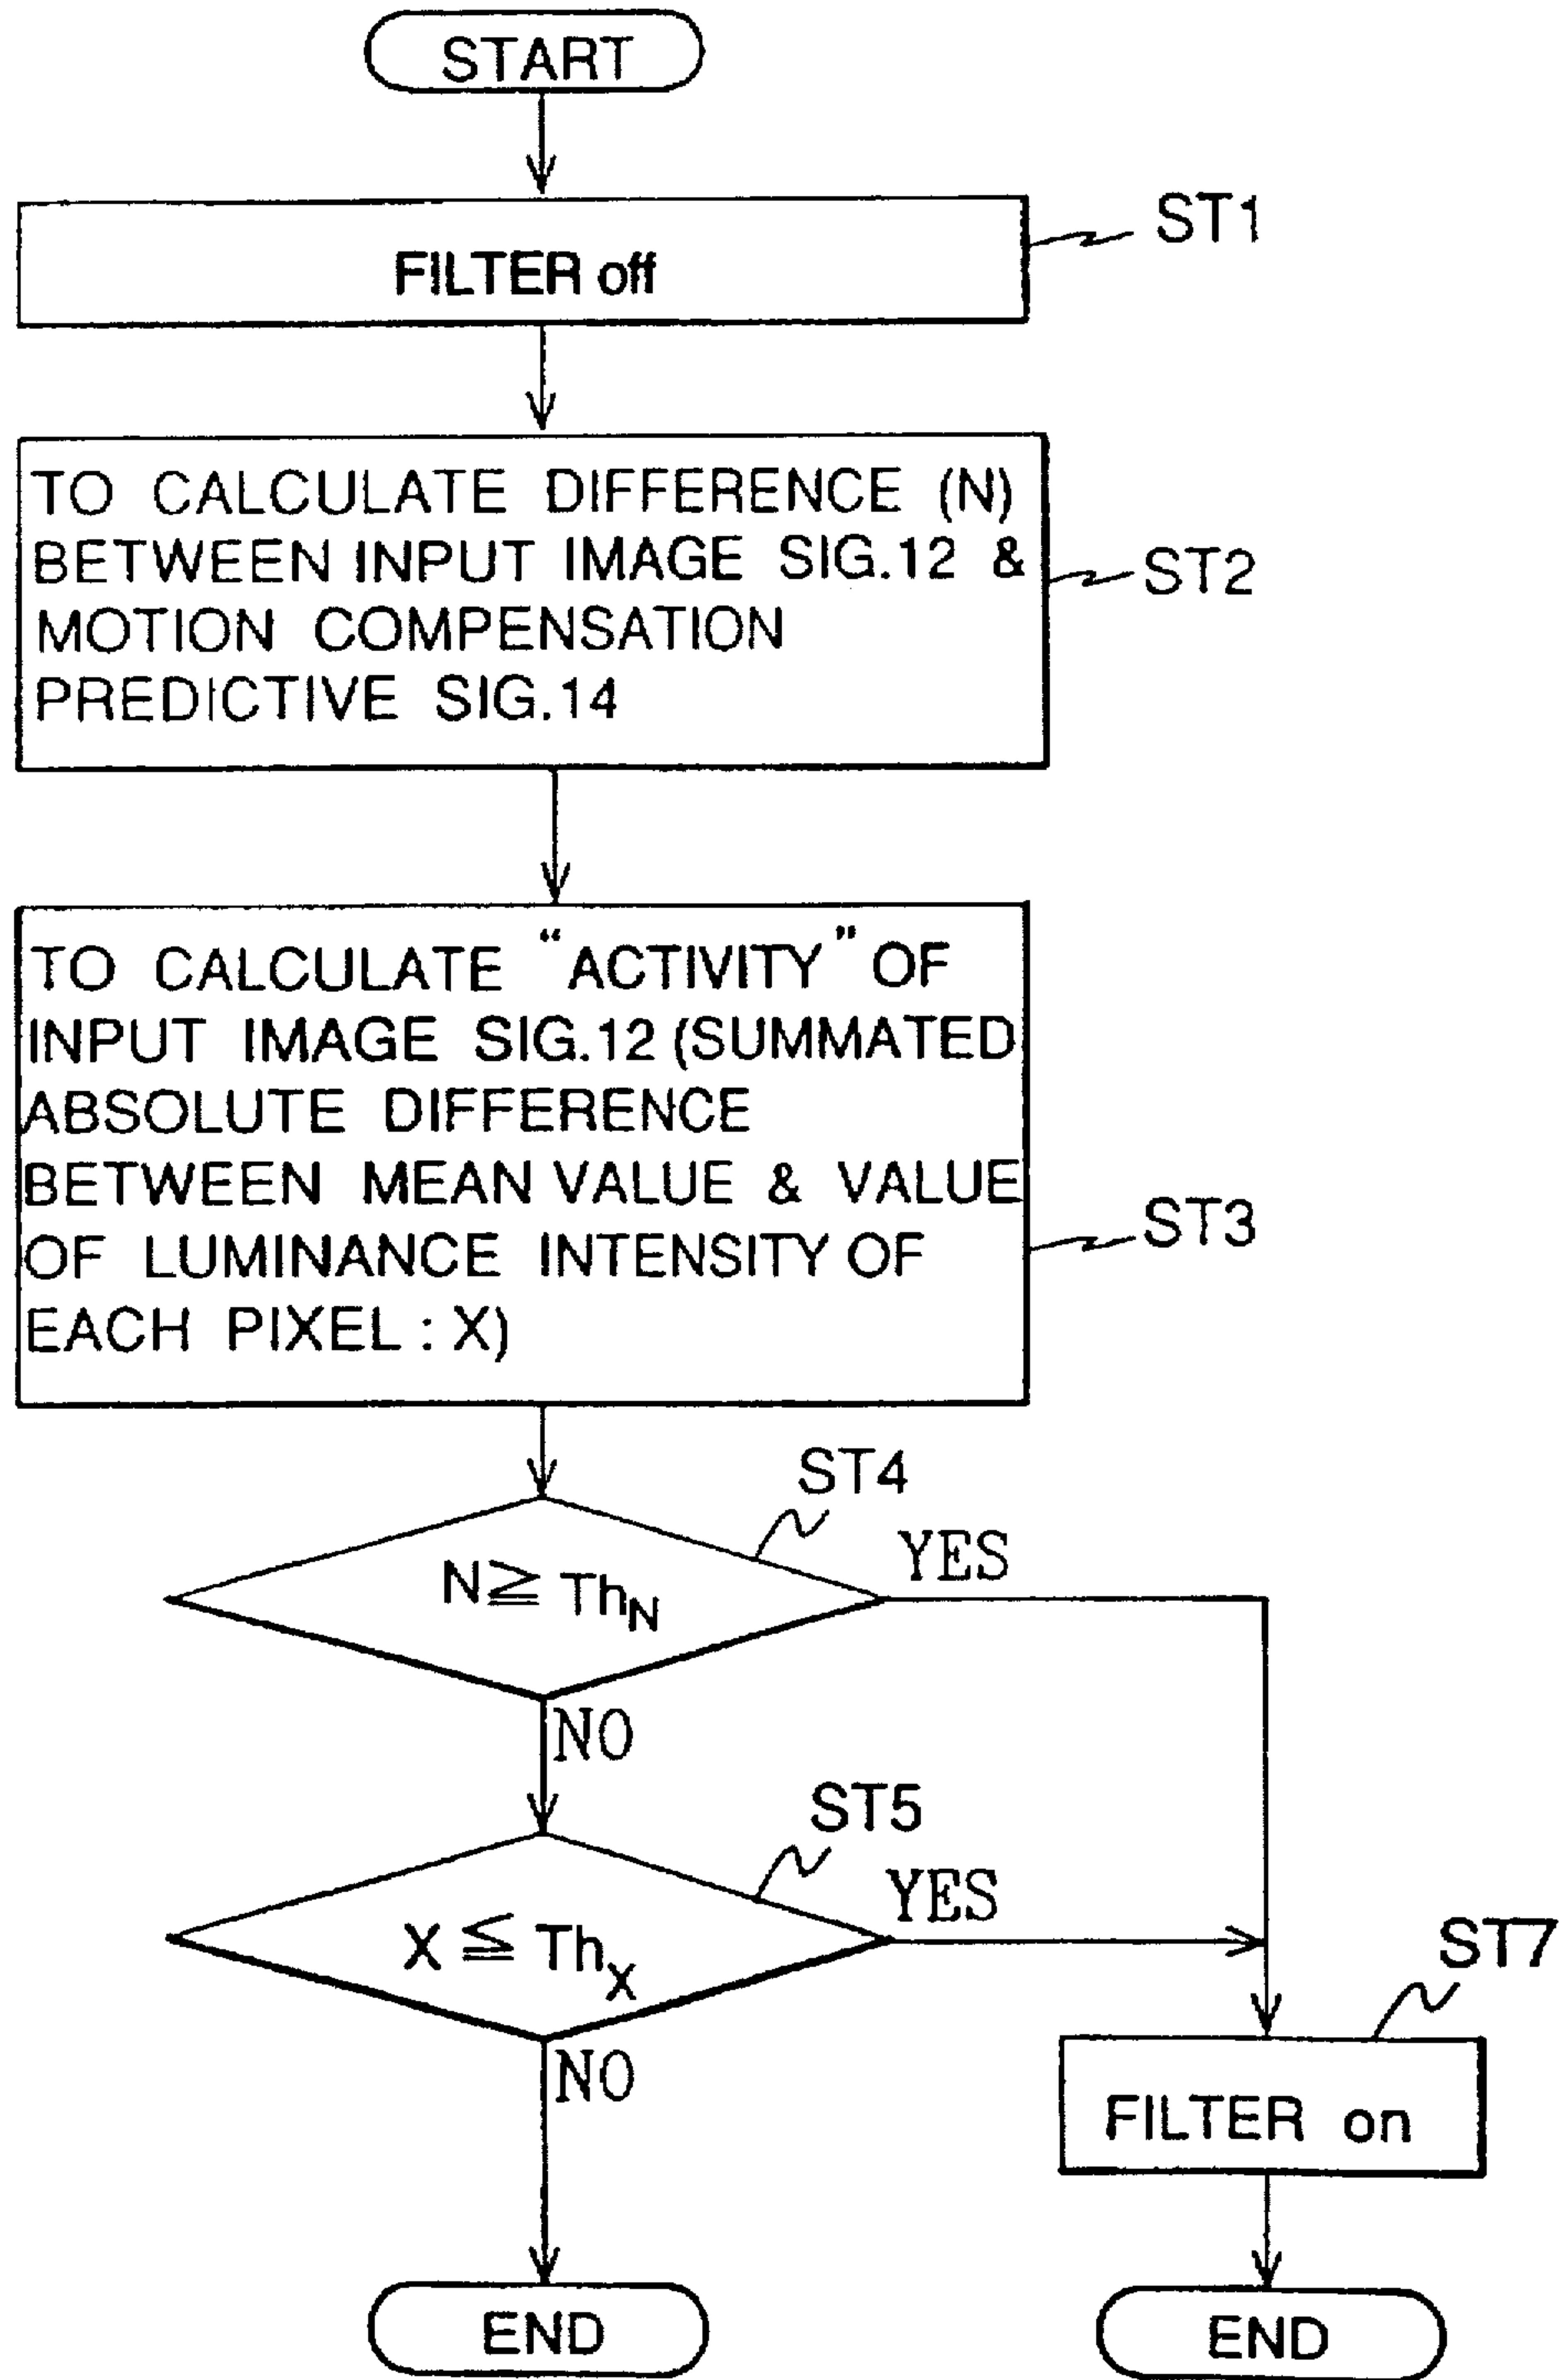 START
FILTER off
ST1
TO CALCULATE DIFFERENCE (N)
BETWEEN INPUT IMAGE SIG.12 &
MOTION COMPENSATION
PREDICTIVE SIG.14
ST2
TO CALCULATE "ACTIVITY" OF
INPUT IMAGE SIG.12 (SUMMATED
ABSOLUTE DIFFERENCE
BETWEEN MEAN VALUE & VALUE
OF LUMINANCE INTENSITY OF
EACH PIXEL : X)
ST3
ST4
N ≧ ThN
YES
NO
ST5
X ≦ ThX
YES
NO
ST7
FILTER on
END
END